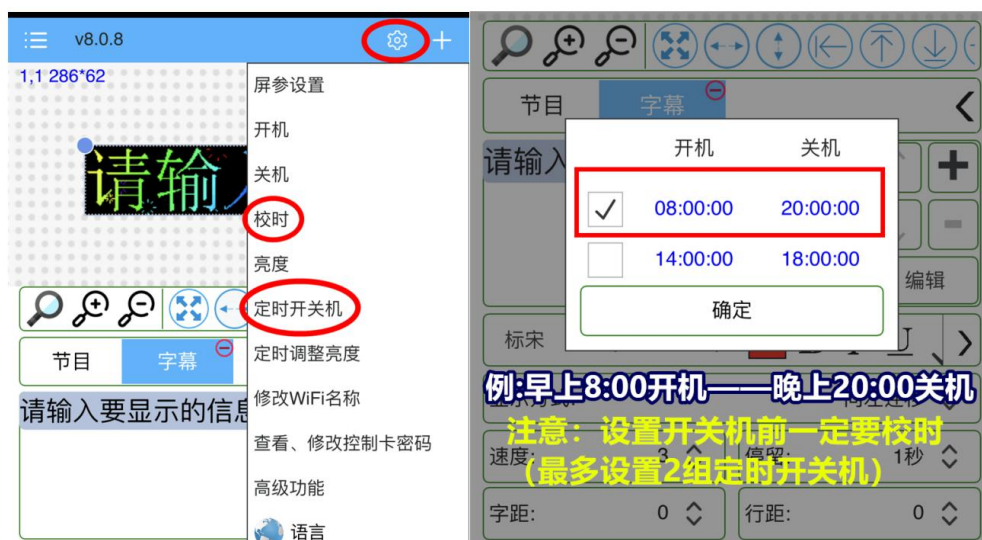 v8.0.8
1,1 286*62
请输
屏参设置
开机
关机
校时
亮度
定时开关机
定时调整亮度
修改WiFi名称
查看、修改控制卡密码
高级功能
语言
节目 字幕
请输入要显示的信息
节目 字幕
请输入
开机 关机
08:00:00 20:00:00
14:00:00 18:00:00
确定
编辑
标宋
U
例:早上8:00开机——晚上20:00关机
注意：设置开关机前一定要校时
（最多设置2组定时开关机）
速度: 3 停留: 1秒
字距: 0 行距: 0